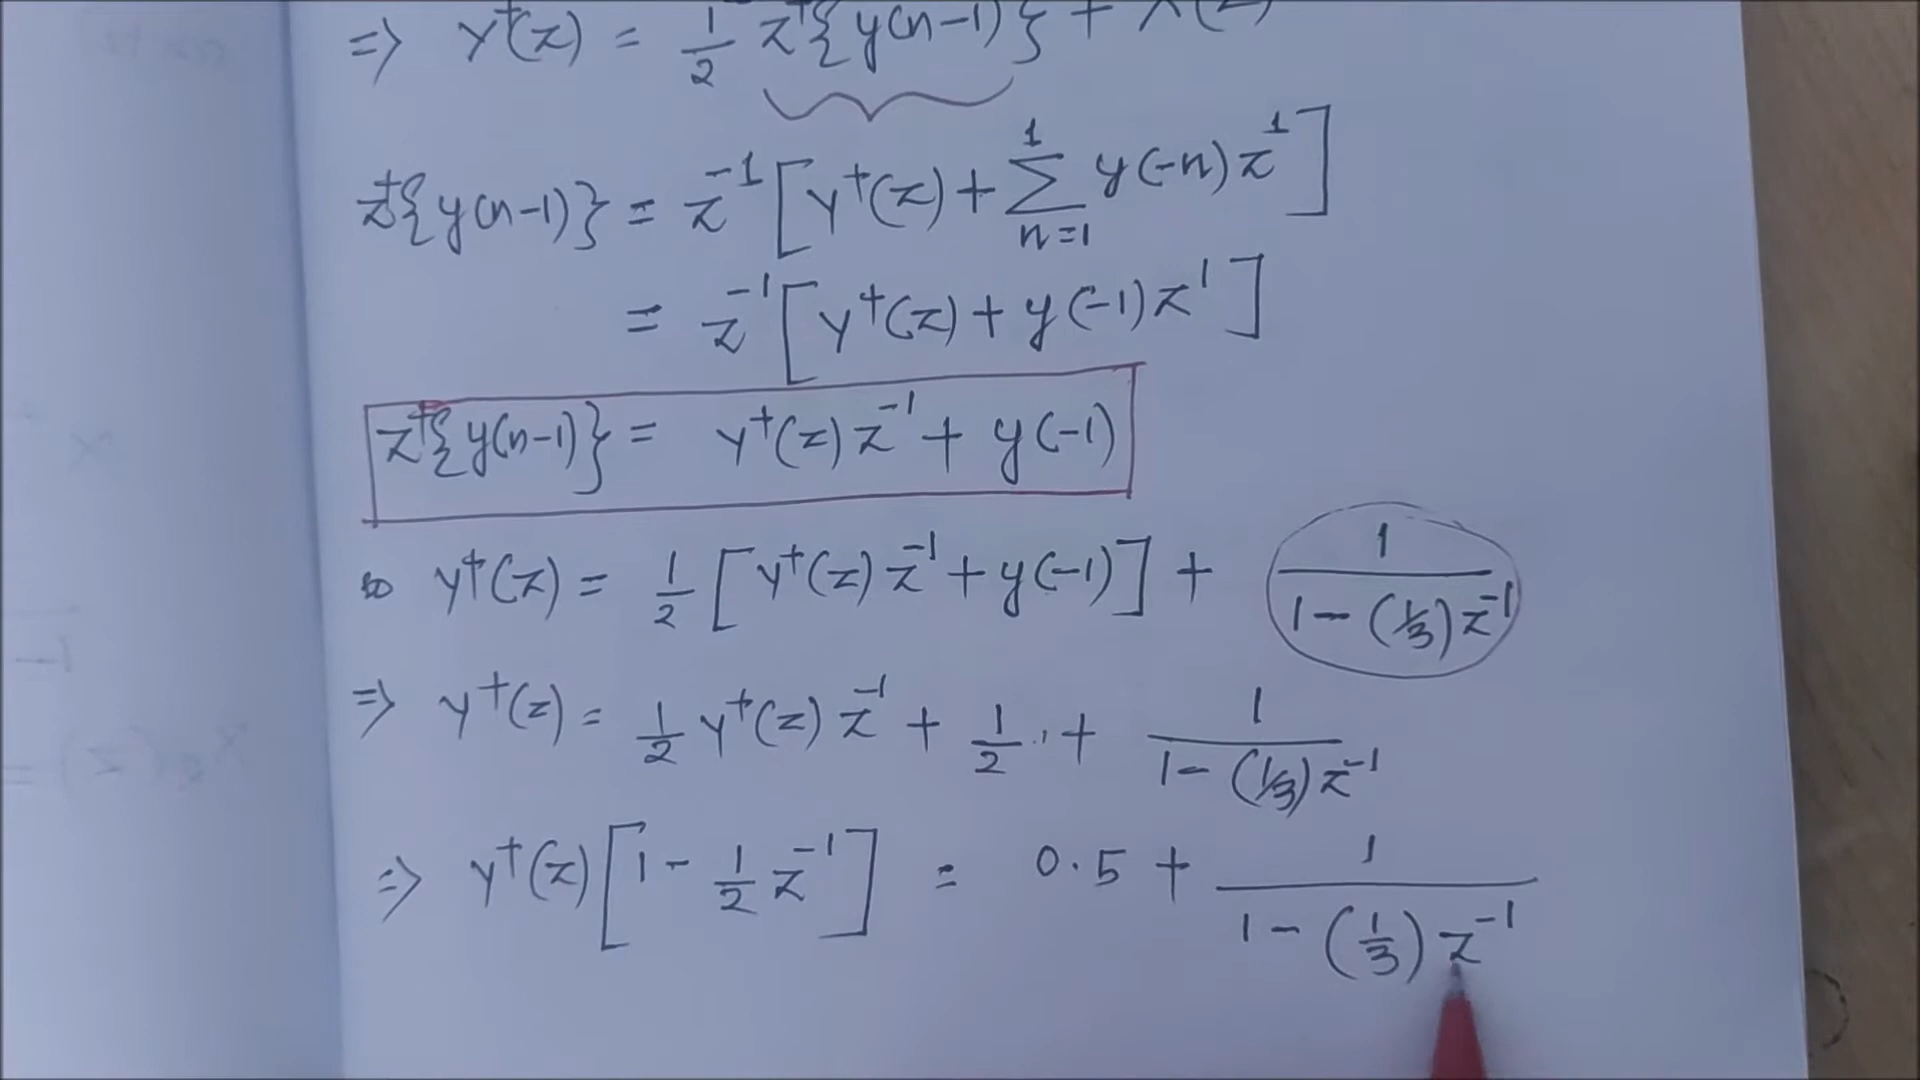 ⇒ Y⁺(z) = 1/2 z⁺{y(n-1)} + X(z)
z⁺{y(n-1)} = z⁻¹ [Y⁺(z) + ∑_{n=1}^{1} y(-n) z¹]
= z⁻¹ [Y⁺(z) + y(-1) z¹]
z⁺{y(n-1)} = Y⁺(z) z⁻¹ + y(-1)
so Y⁺(z) = 1/2 [Y⁺(z) z⁻¹ + y(-1)] + 1/(1 - (1/3) z⁻¹)
⇒ Y⁺(z) = 1/2 Y⁺(z) z⁻¹ + 1/2 · 1 + 1/(1 - (1/3) z⁻¹)
⇒ Y⁺(z) [1 - 1/2 z⁻¹] = 0.5 + 1/(1 - (1/3) z⁻¹)